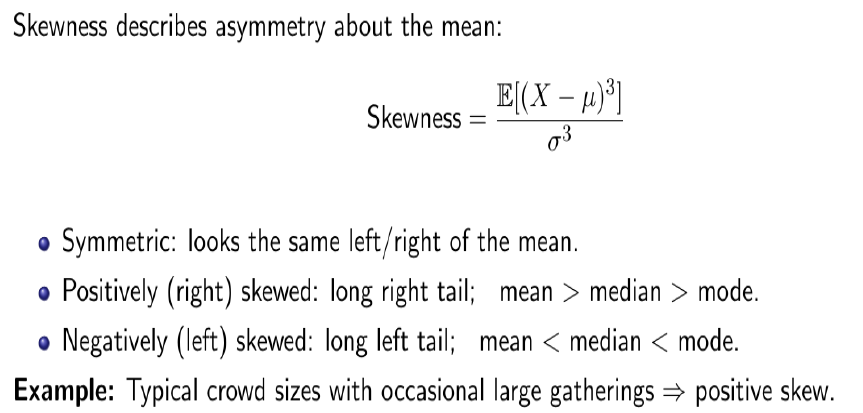 Skewness describes asymmetry about the mean:
Skewness = \frac{\mathbb{E}[(X - \mu)^3]}{\sigma^3}
• Symmetric: looks the same left/right of the mean.
• Positively (right) skewed: long right tail; mean > median > mode.
• Negatively (left) skewed: long left tail; mean < median < mode.
Example: Typical crowd sizes with occasional large gatherings ⇒ positive skew.